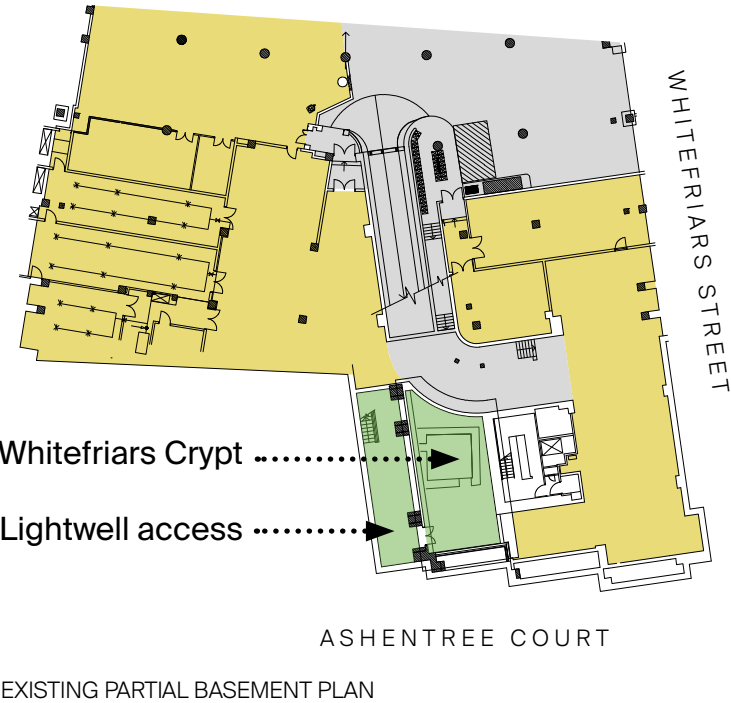 WHITEFRIARS STREET
Whitefriars Crypt
Lightwell access
ASHENTREE COURT
EXISTING PARTIAL BASEMENT PLAN